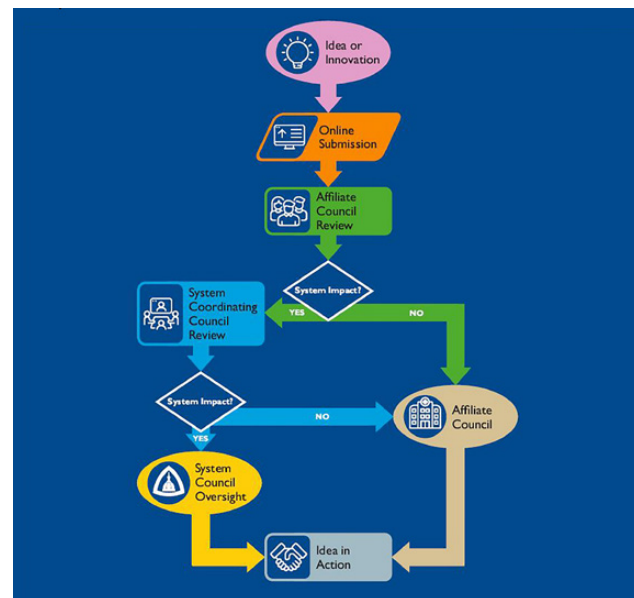 Idea or
Innovation
Online
Submission
Affiliate
Council
Review
System Impact?
YES
NO
System
Coordinating
Council
Review
System Impact?
NO
YES
Affiliate
Council
System
Council
Oversight
Idea in
Action